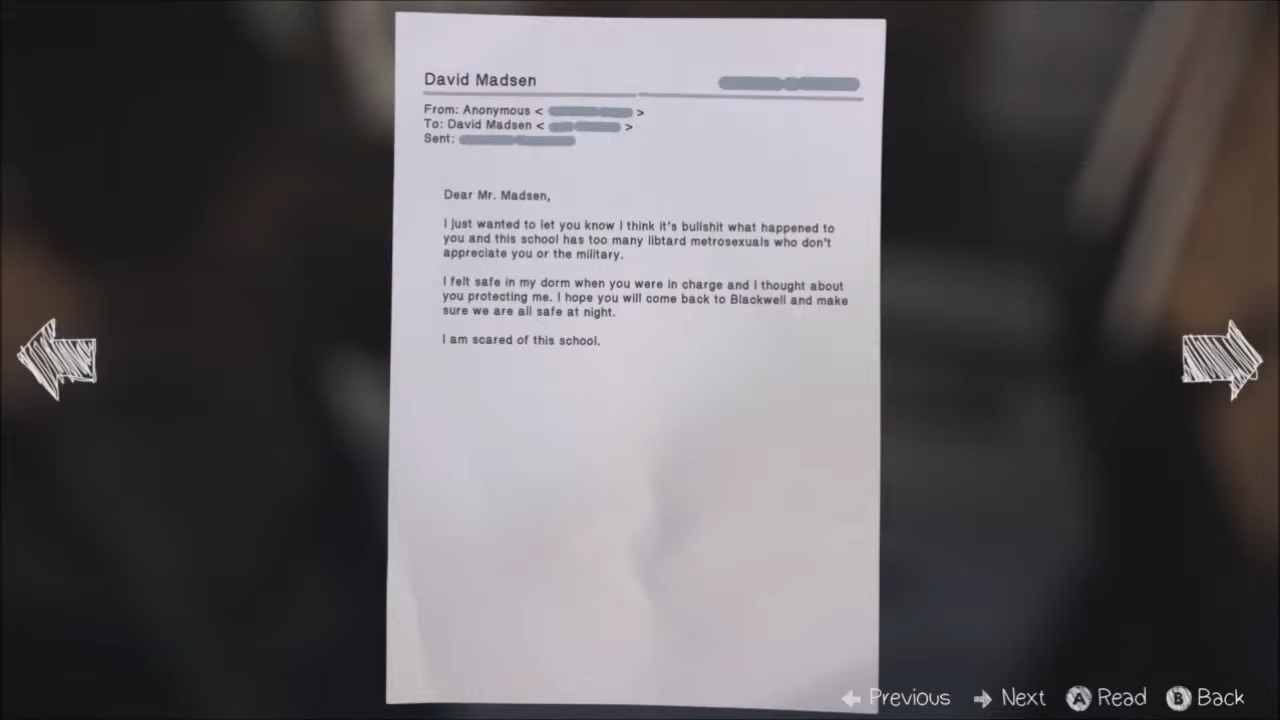 David Madsen
From: Anonymous < >
To: David Madsen < >
Sent:
Dear Mr. Madsen,
I just wanted to let you know I think it's bullshit what happened to
you and this school has too many libtard metrosexuals who don't
appreciate you or the military.
I felt safe in my dorm when you were in charge and I thought about
you protecting me. I hope you will come back to Blackwell and make
sure we are all safe at night.
I am scared of this school.
Previous Next A Read B Back